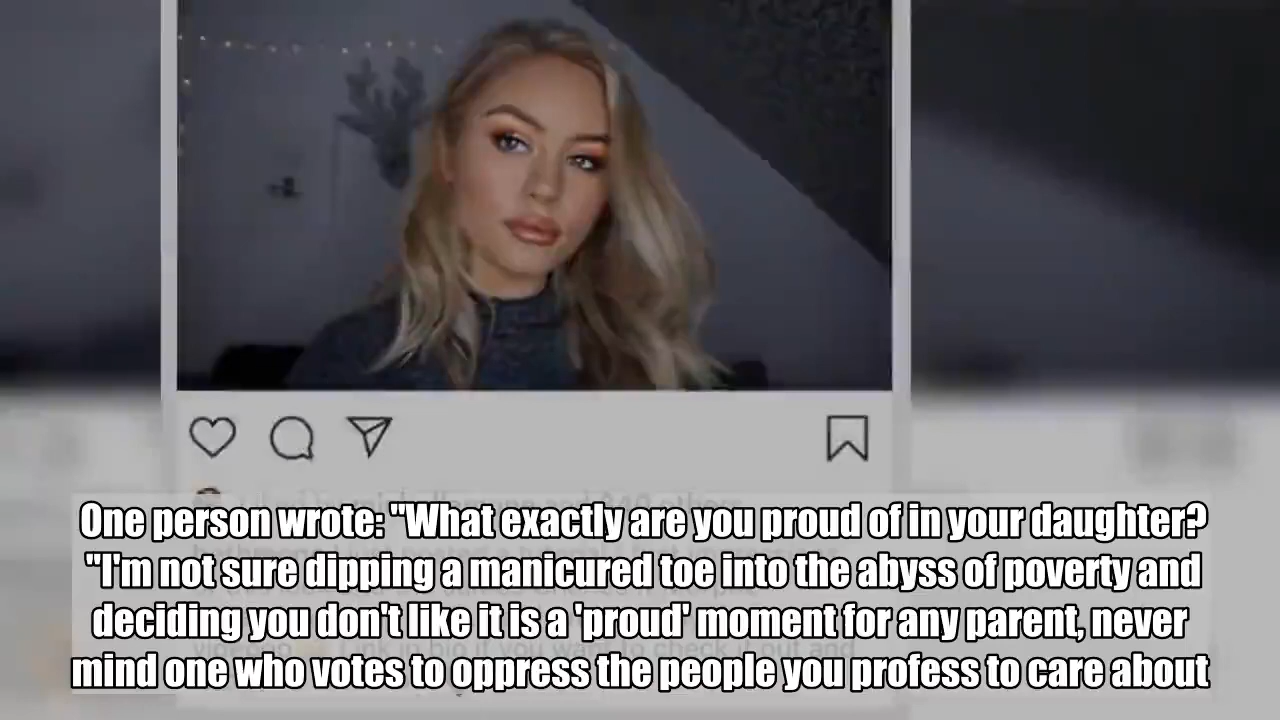 One person wrote: "What exactly are you proud of in your daughter?
"I'm not sure dipping a manicured toe into the abyss of poverty and
deciding you don't like it is a 'proud' moment for any parent, never
mind one who votes to oppress the people you profess to care about